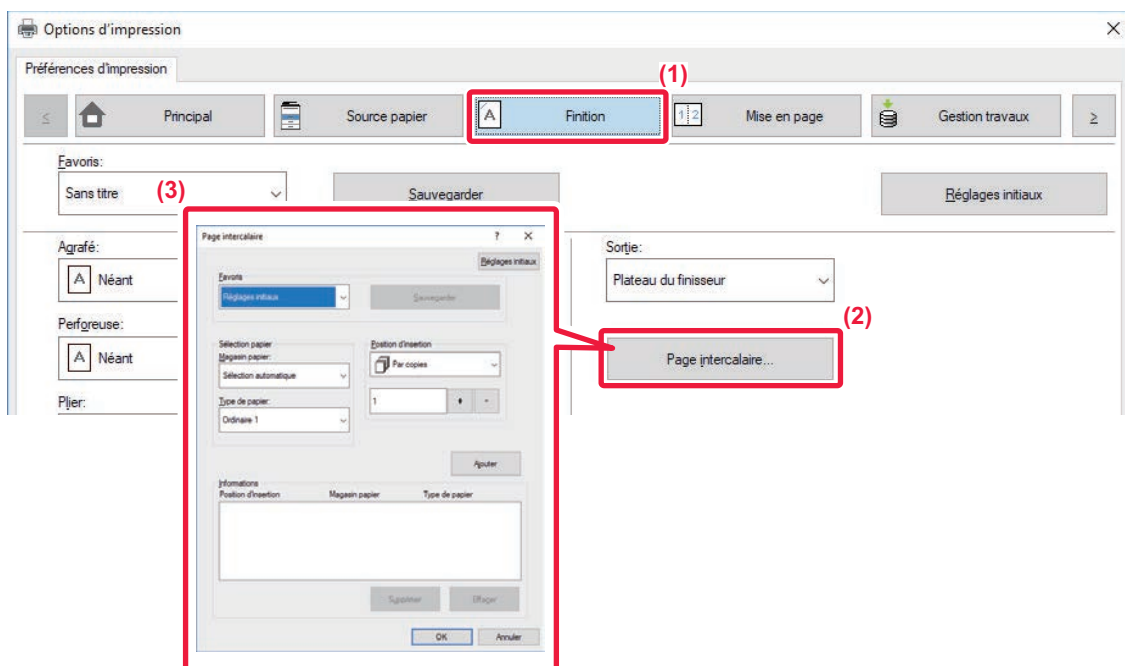 Options d'impression
Préférences d'impression
(1)
Principal
Source papier
Finition
Mise en page
Gestion travaux
Favoris:
Sans titre
(3)
Sauvegarder
Réglages initiaux
Agrafé:
Néant
Perforeuse:
Néant
Plier:
Page intercalaire
?
Réglages initiaux
Favoris
Réglages initiaux
Sauvegarder
Sélection papier
Magasin papier:
Sélection automatique
Type de papier:
Ordinaire 1
Position d'insertion
Par copies
1
+ -
Ajouter
Informations
Position d'insertion Magasin papier Type de papier
Supprimer
Effacer
OK
Annuler
Sortie:
Plateau du finisseur
(2)
Page intercalaire...